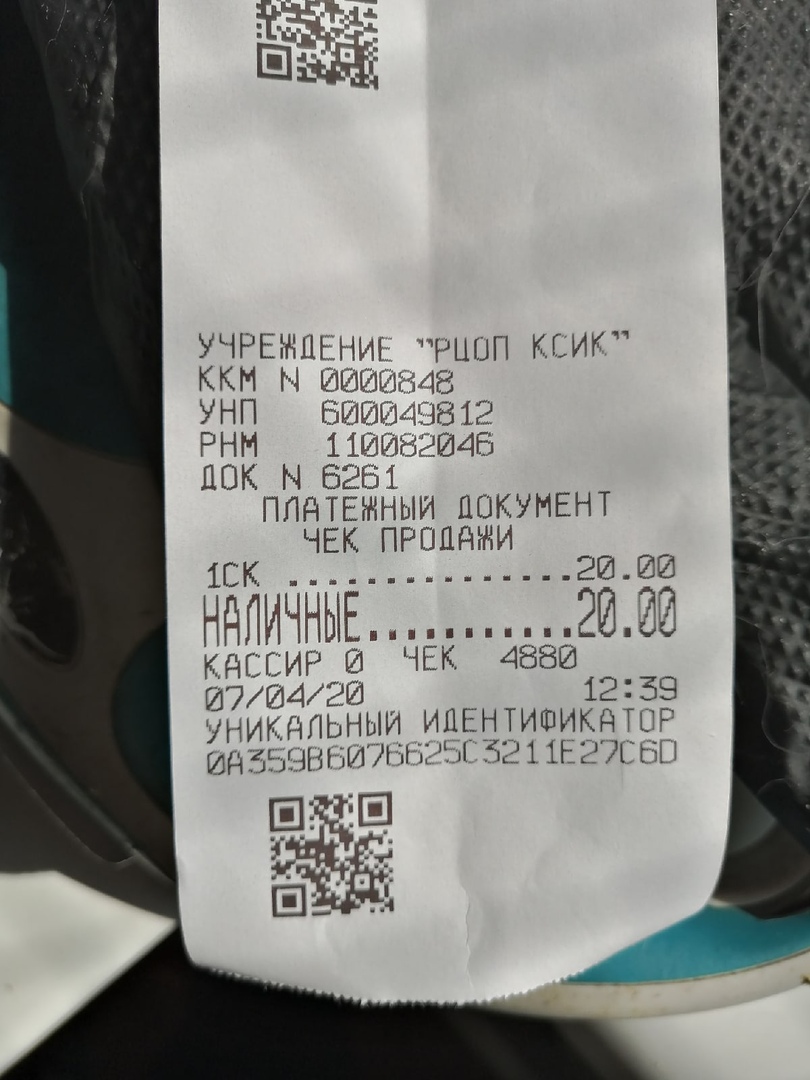 УЧРЕЖДЕНИЕ "РЦОП КСИК"
ККМ N 0000848
УНП 600049812
РНМ 110082046
ДОК N 6261
ПЛАТЕЖНЫЙ ДОКУМЕНТ
ЧЕК ПРОДАЖИ
1СК ...............20.00
НАЛИЧНЫЕ...........20.00
КАССИР 0 ЧЕК 4880
07/04/20 12:39
УНИКАЛЬНЫЙ ИДЕНТИФИКАТОР
0A359B6076625C3211E27C6D